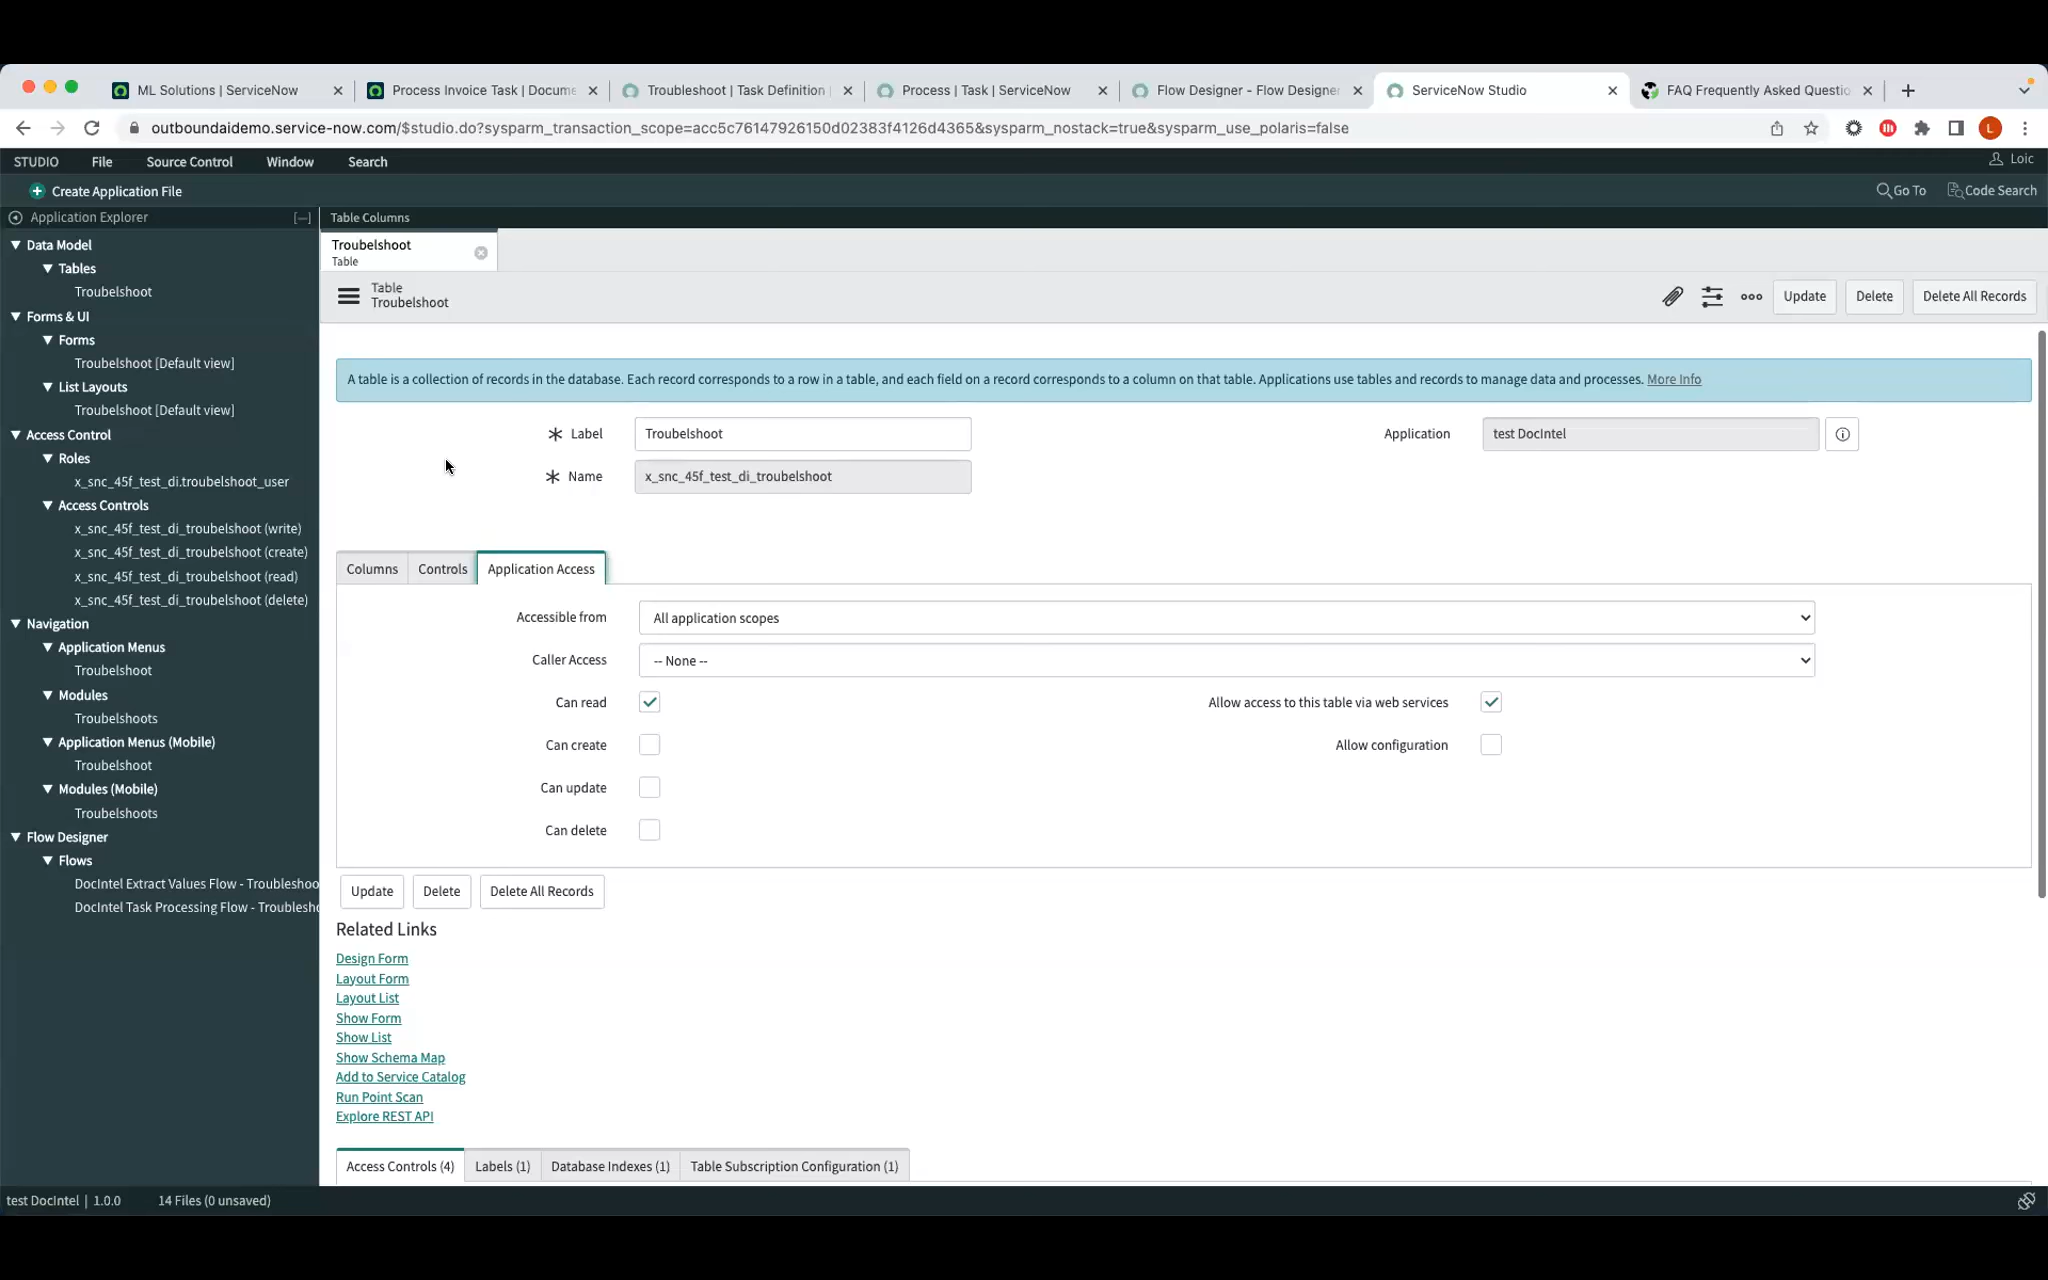 ML Solutions | ServiceNow
Process Invoice Task | Docume
Troubleshoot | Task Definition
Process | Task | ServiceNow
Flow Designer - Flow Designer
ServiceNow Studio
FAQ Frequently Asked Questio
outboundaidemo.service-now.com/$studio.do?sysparm_transaction_scope=acc5c76147926150d02383f4126d4365&sysparm_nostack=true&sysparm_use_polaris=false
L
STUDIO File Source Control Window Search
Loic
Create Application File
Go To Code Search
Application Explorer [—]
Data Model
Tables
Troubelshoot
Forms & UI
Forms
Troubelshoot [Default view]
List Layouts
Troubelshoot [Default view]
Access Control
Roles
x_snc_45f_test_di.troubelshoot_user
Access Controls
x_snc_45f_test_di_troubelshoot (write)
x_snc_45f_test_di_troubelshoot (create)
x_snc_45f_test_di_troubelshoot (read)
x_snc_45f_test_di_troubelshoot (delete)
Navigation
Application Menus
Troubelshoot
Modules
Troubelshoots
Application Menus (Mobile)
Troubelshoot
Modules (Mobile)
Troubelshoots
Flow Designer
Flows
DocIntel Extract Values Flow - Troubleshoo
DocIntel Task Processing Flow - Troublesho
Table Columns
Troubelshoot
Table
Table
Troubelshoot
Update Delete Delete All Records
A table is a collection of records in the database. Each record corresponds to a row in a table, and each field on a record corresponds to a column on that table. Applications use tables and records to manage data and processes. More Info
Label Troubelshoot
Application test DocIntel
Name x_snc_45f_test_di_troubelshoot
Columns Controls Application Access
Accessible from All application scopes
Caller Access -- None --
Can read
Allow access to this table via web services
Can create
Allow configuration
Can update
Can delete
Update Delete Delete All Records
Related Links
Design Form
Layout Form
Layout List
Show Form
Show List
Show Schema Map
Add to Service Catalog
Run Point Scan
Explore REST API
Access Controls (4) Labels (1) Database Indexes (1) Table Subscription Configuration (1)
test DocIntel | 1.0.0 14 Files (0 unsaved)